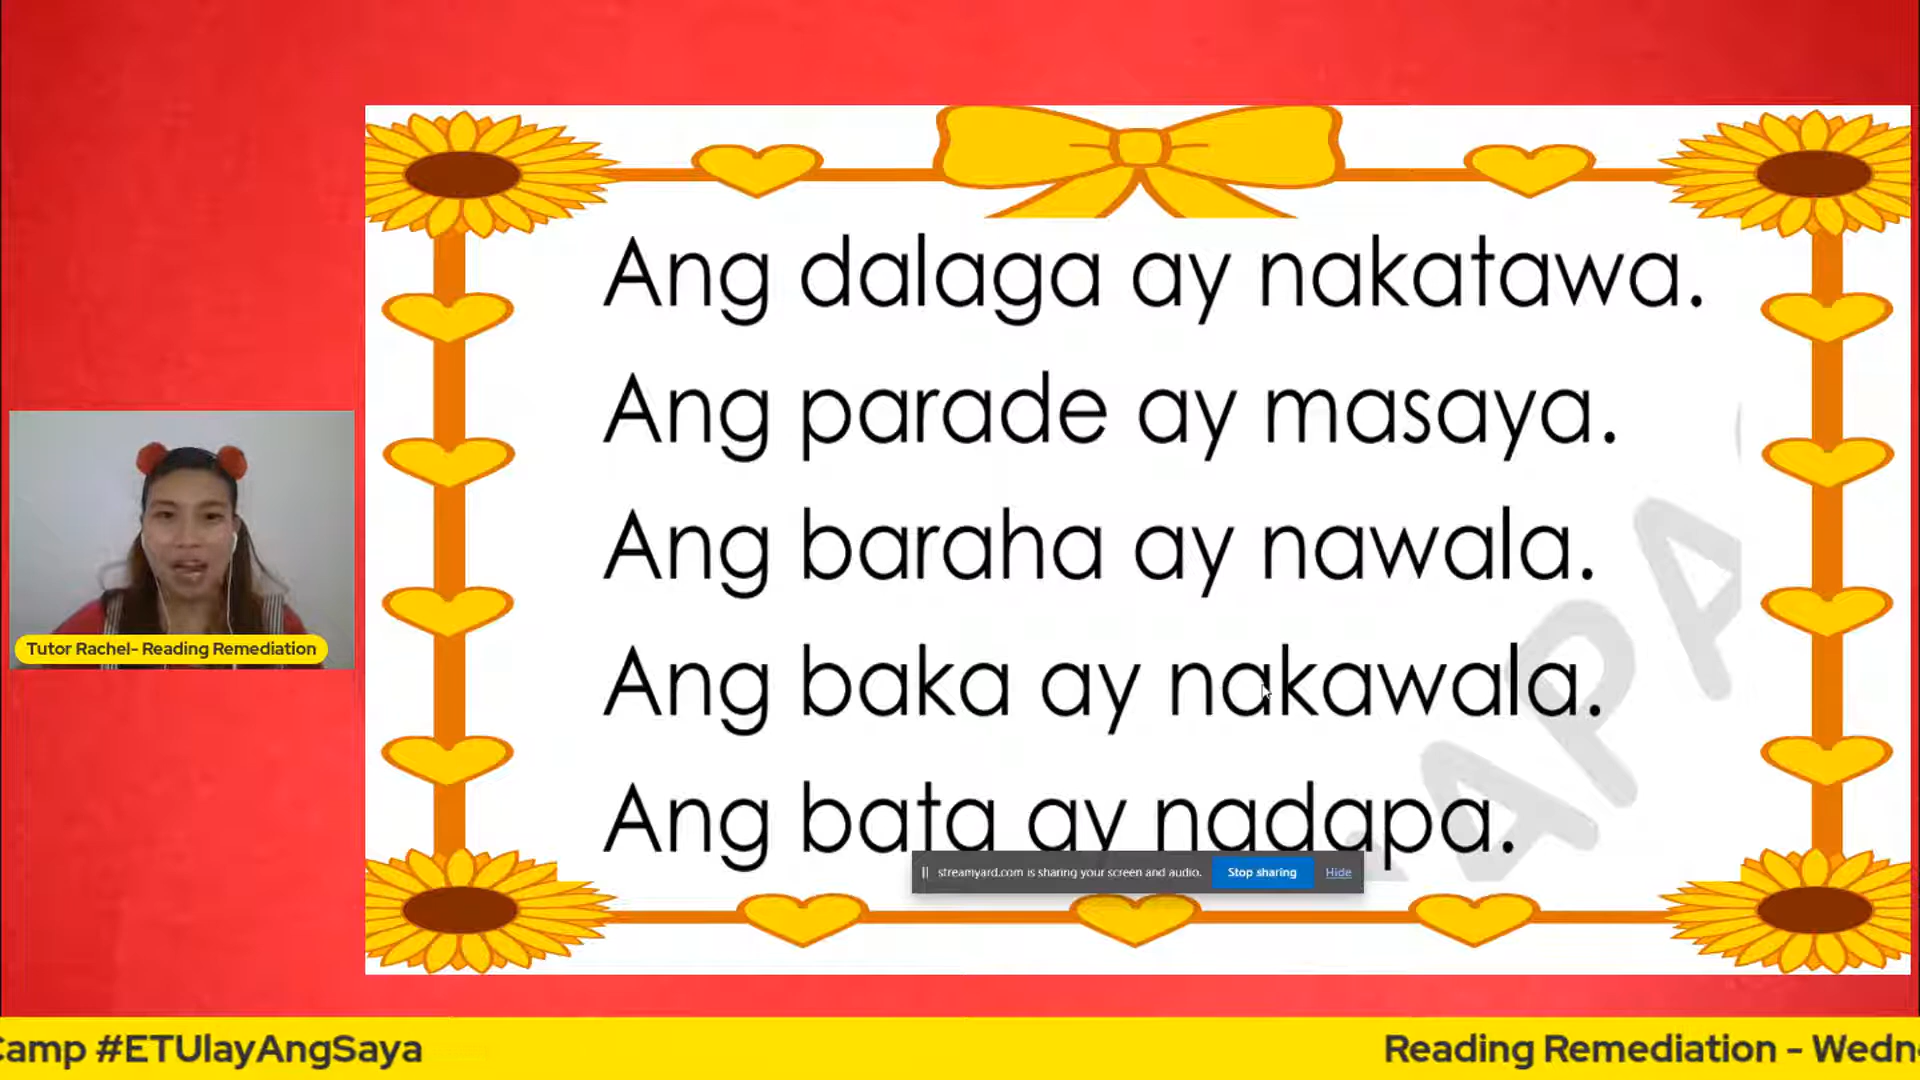 Ang dalaga ay nakatawa.
Ang parade ay masaya.
Ang baraha ay nawala.
Ang baka ay nakawala.
Ang bata ay nadapa.
Tutor Rachel- Reading Remediation
streamyard.com is sharing your screen and audio. Stop sharing Hide
Camp #ETUlayAngSaya Reading Remediation -